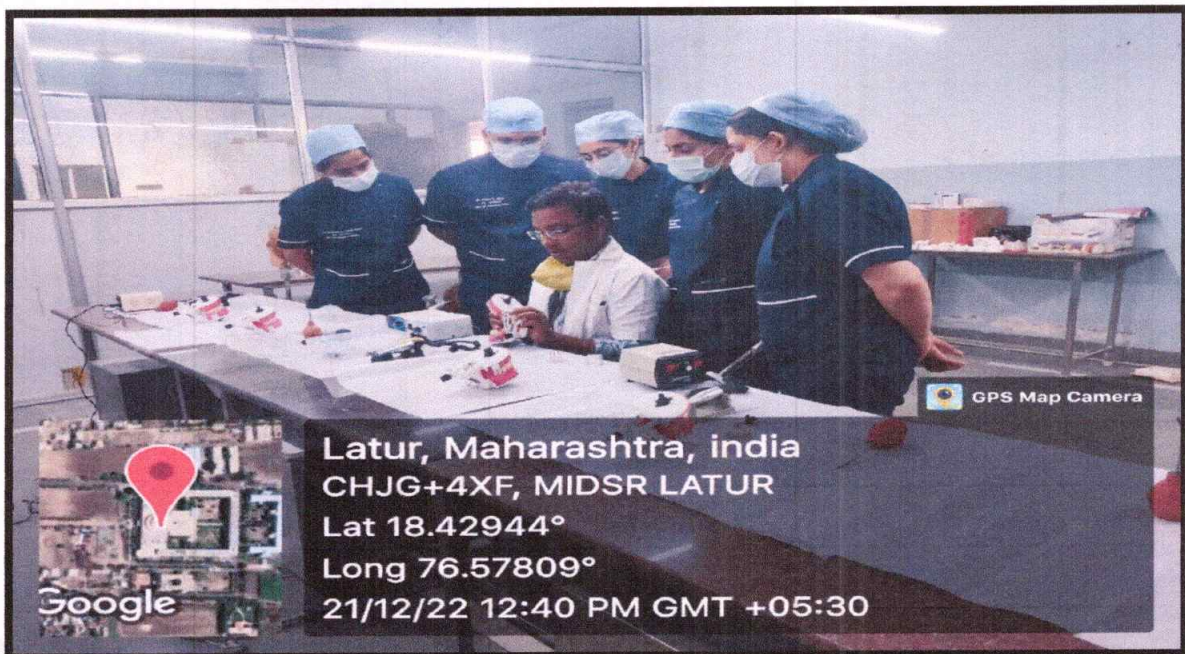 GPS Map Camera
Latur, Maharashtra, india
CHJG+4XF, MIDSR LATUR
Lat 18.42944°
Long 76.57809°
21/12/22 12:40 PM GMT +05:30
Google